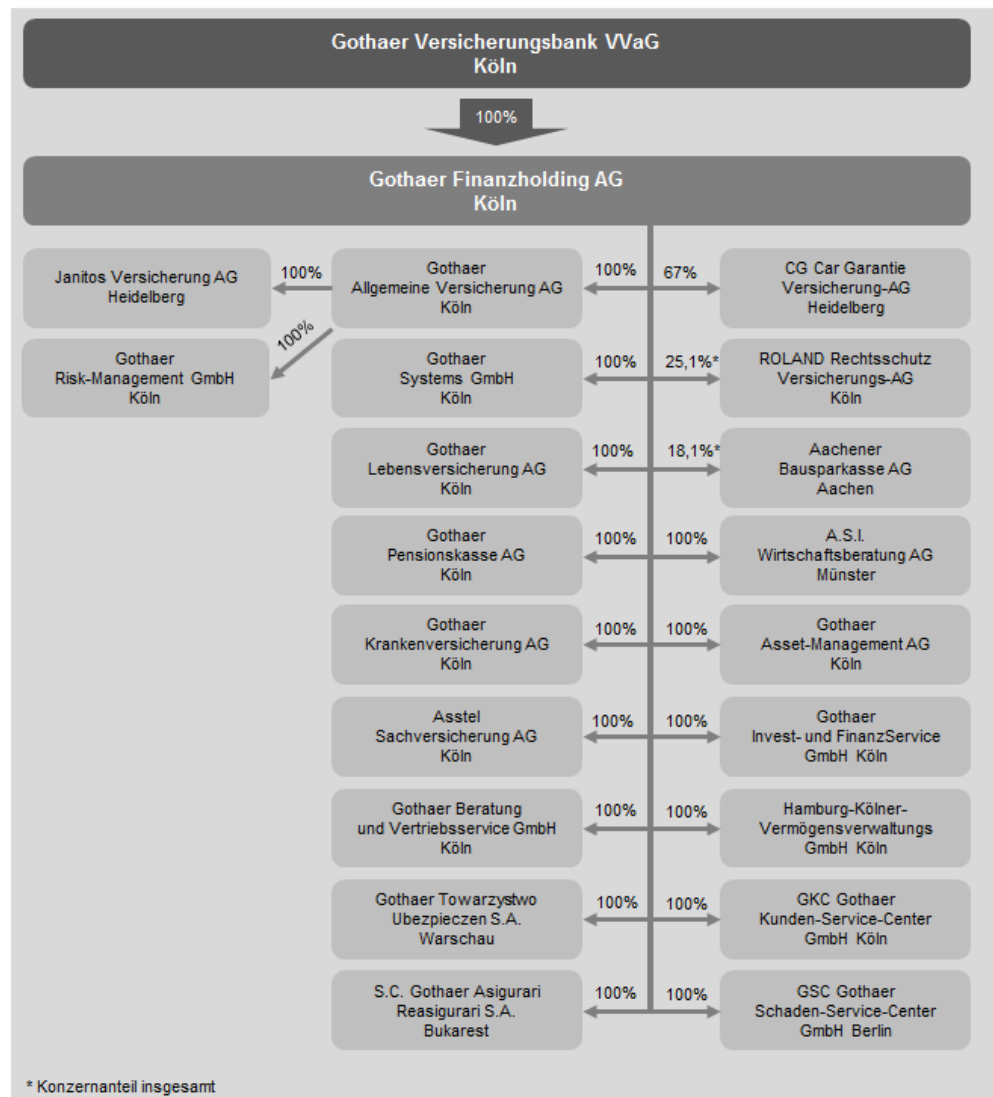 Gothaer Versicherungsbank VVaG
Köln
100%
Gothaer Finanzholding AG
Köln
Janitos Versicherung AG
Heidelberg
100%
Gothaer
Allgemeine Versicherung AG
Köln
100%
67%
CG Car Garantie
Versicherung-AG
Heidelberg
100%
Gothaer
Risk-Management GmbH
Köln
Gothaer
Systems GmbH
Köln
100%
25,1%*
ROLAND Rechtsschutz
Versicherungs-AG
Köln
Gothaer
Lebensversicherung AG
Köln
100%
18,1%*
Aachener
Bausparkasse AG
Aachen
Gothaer
Pensionskasse AG
Köln
100%
100%
A.S.I.
Wirtschaftsberatung AG
Münster
Gothaer
Krankenversicherung AG
Köln
100%
100%
Gothaer
Asset-Management AG
Köln
Asstel
Sachversicherung AG
Köln
100%
100%
Gothaer
Invest- und FinanzService
GmbH Köln
Gothaer Beratung
und Vertriebsservice GmbH
Köln
100%
100%
Hamburg-Kölner-
Vermögensverwaltungs
GmbH Köln
Gothaer Towarzystwo
Ubezpieczen S.A.
Warschau
100%
100%
GKC Gothaer
Kunden-Service-Center
GmbH Köln
S.C. Gothaer Asigurari
Reasigurari S.A.
Bukarest
100%
100%
GSC Gothaer
Schaden-Service-Center
GmbH Berlin
* Konzernanteil insgesamt